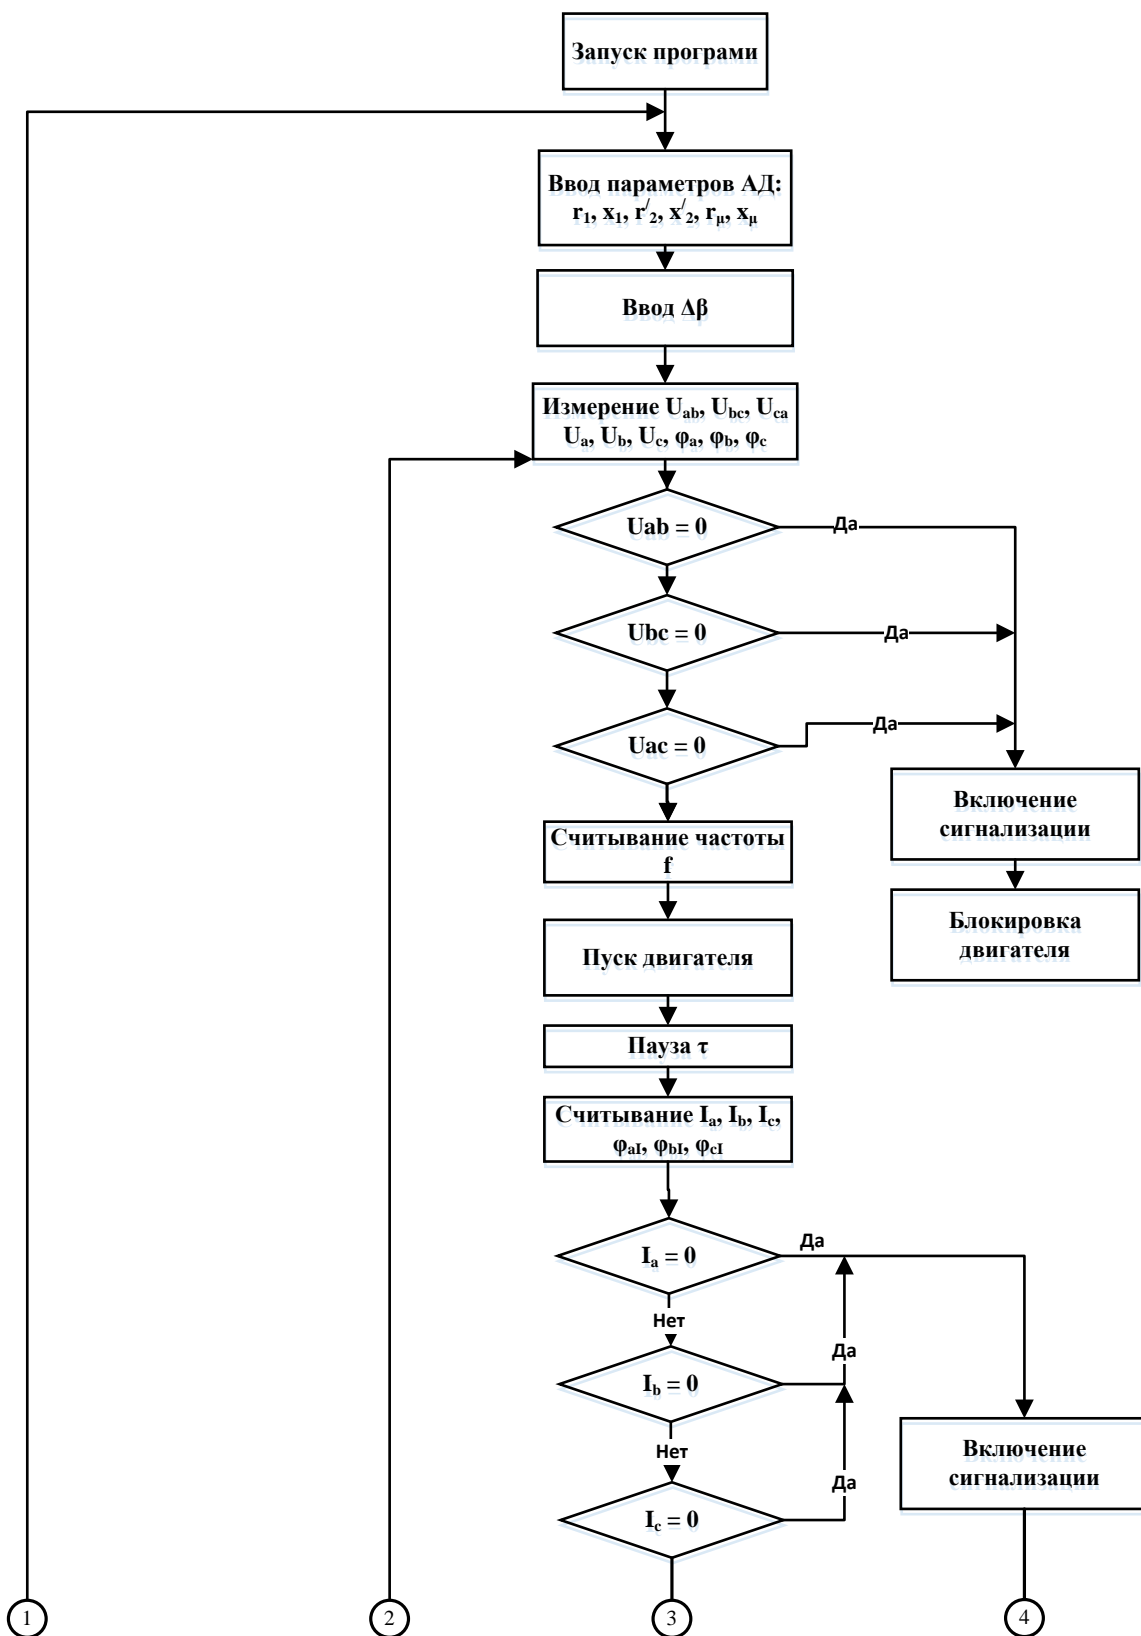 Запуск програми
Ввод параметров АД:
r₁, x₁, r/₂, x/₂, rμ, xμ
Ввод Δβ
Измерение Uab, Ubc, Uca
Ua, Ub, Uc, φa, φb, φc
Uab = 0
Да
Ubc = 0
Да
Uac = 0
Да
Включение
сигнализации
Считывание частоты
f
Блокировка
двигателя
Пуск двигателя
Пауза τ
Считывание Ia, Ib, Ic,
φaI, φbI, φcI
Ia = 0
Да
Нет
Ib = 0
Да
Нет
Ic = 0
Да
Включение
сигнализации
1
2
3
4